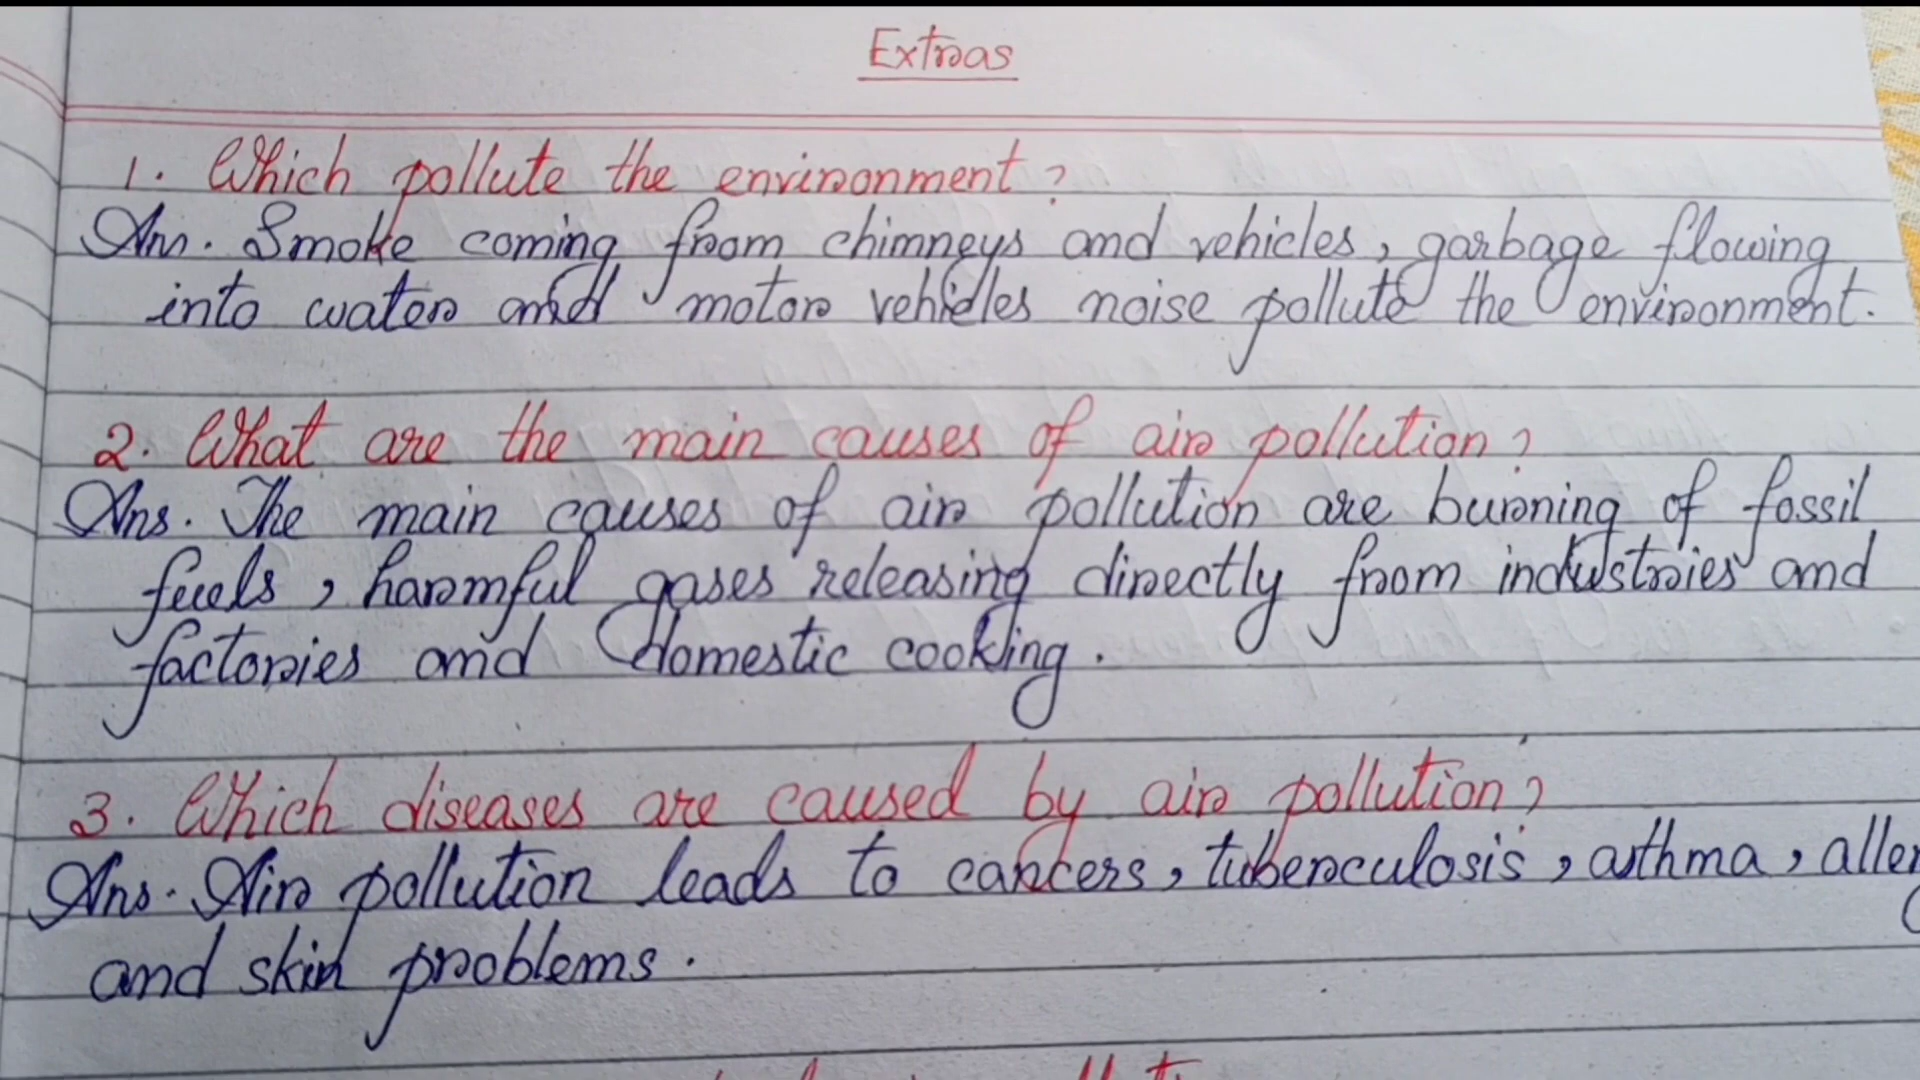 Extras
1. Which pollute the environment?
Ans. Smoke coming from chimneys and vehicles, garbage flowing
into water and motor vehicles noise pollute the environment.
2. What are the main causes of air pollution?
Ans. The main causes of air pollution are burning of fossil
fuels, harmful gases releasing directly from industries and
factories and domestic cooking.
3. Which diseases are caused by air pollution?
Ans. Air pollution leads to cancers, tuberculosis, asthma,
and skin problems.